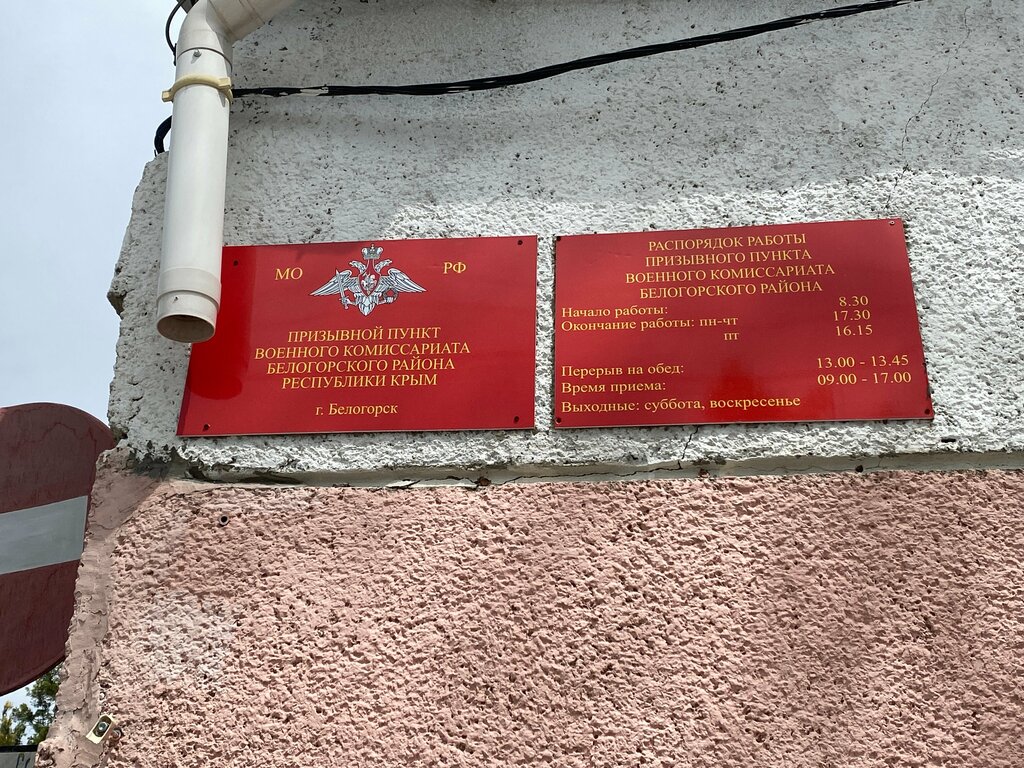 МО РФ
ПРИЗЫВНОЙ ПУНКТ
ВОЕННОГО КОМИССАРИАТА
БЕЛОГОРСКОГО РАЙОНА
РЕСПУБЛИКИ КРЫМ
г. Белогорск
РАСПОРЯДОК РАБОТЫ
ПРИЗЫВНОГО ПУНКТА
ВОЕННОГО КОМИССАРИАТА
БЕЛОГОРСКОГО РАЙОНА
Начало работы: 8.30
Окончание работы: пн-чт 17.30
пт 16.15
Перерыв на обед: 13.00 - 13.45
Время приема: 09.00 - 17.00
Выходные: суббота, воскресенье